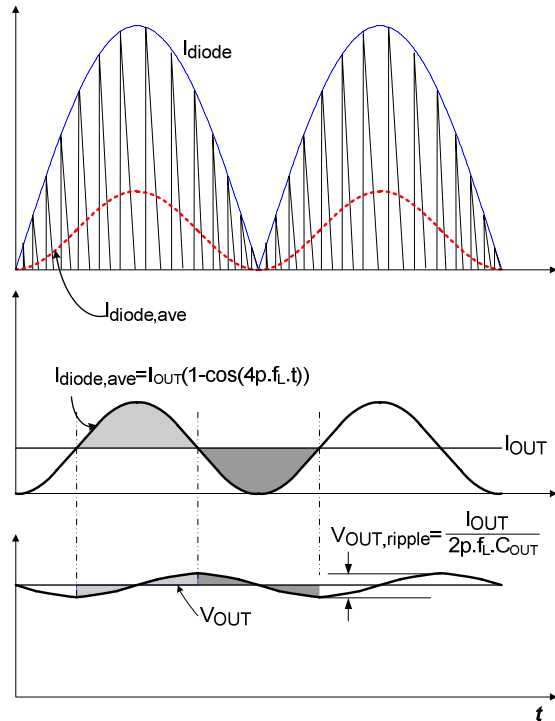 Idiode
Idiode,ave
Idiode,ave=IOUT(1-cos(4p.fL.t))
IOUT
VOUT,ripple=
IOUT
2p.fL.COUT
VOUT
t